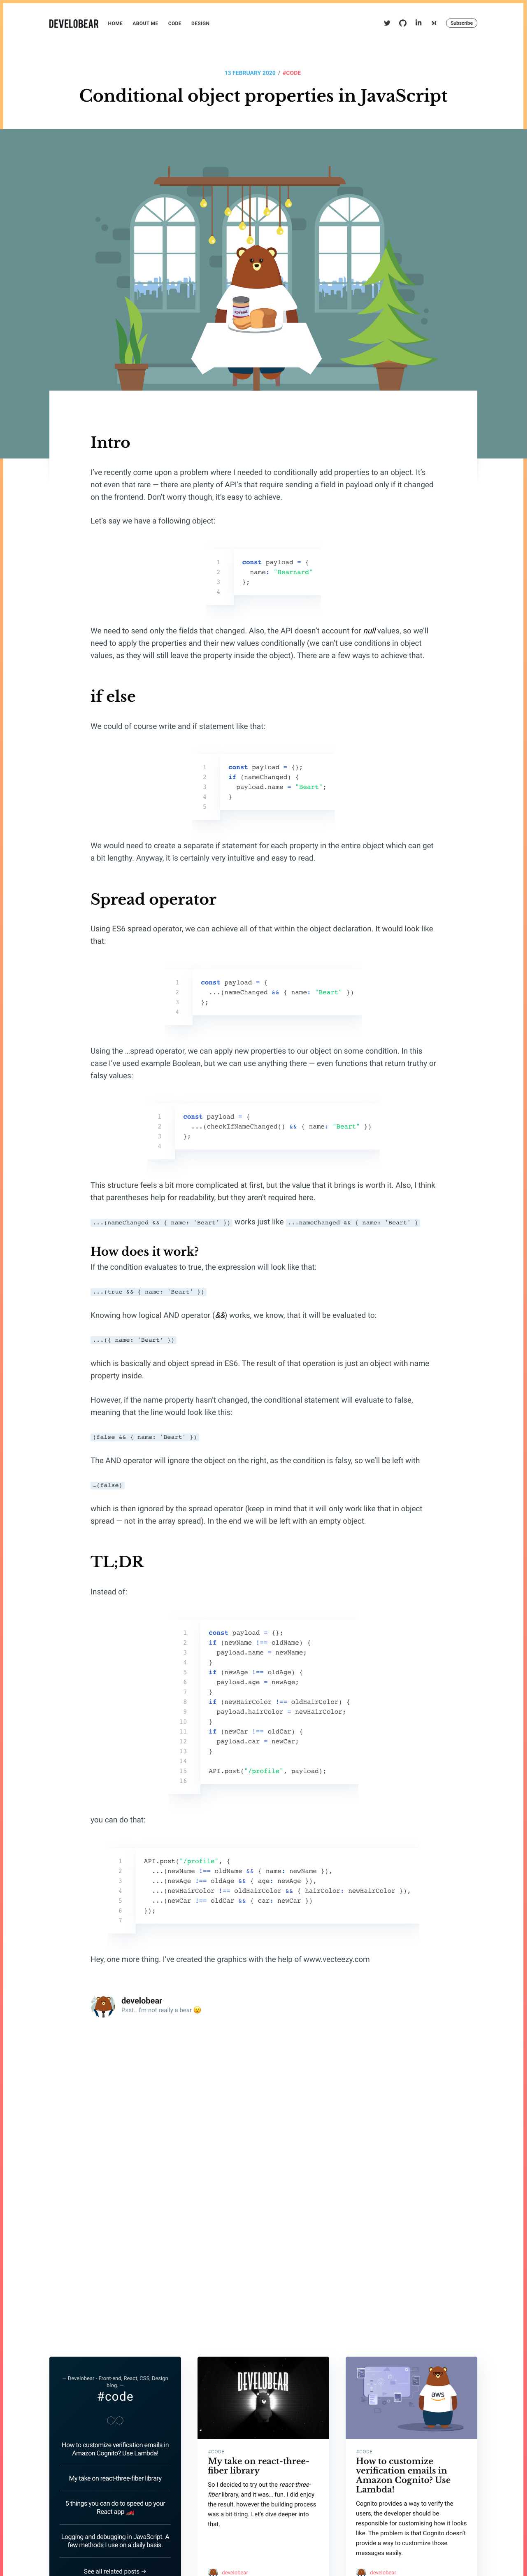 DEVELOBEAR HOME ABOUT ME CODE DESIGN M Subscribe
13 FEBRUARY 2020 / #CODE
Conditional object properties in JavaScript
Intro
I've recently come upon a problem where I needed to conditionally add properties to an object. It's
not even that rare — there are plenty of API's that require sending a field in payload only if it changed
on the frontend. Don't worry though, it's easy to achieve.
Let's say we have a following object:
1 const payload = {
2 name: "Bearnard"
3 };
4
We need to send only the fields that changed. Also, the API doesn't account for null values, so we'll
need to apply the properties and their new values conditionally (we can't use conditions in object
values, as they will still leave the property inside the object). There are a few ways to achieve that.
if else
We could of course write and if statement like that:
1 const payload = {};
2 if (nameChanged) {
3 payload.name = "Beart";
4 }
5
We would need to create a separate if statement for each property in the entire object which can get
a bit lengthy. Anyway, it is certainly very intuitive and easy to read.
Spread operator
Using ES6 spread operator, we can achieve all of that within the object declaration. It would look like
that:
1 const payload = {
2 ...(nameChanged && { name: "Beart" })
3 };
4
Using the ...spread operator, we can apply new properties to our object on some condition. In this
case I've used example Boolean, but we can use anything there — even functions that return truthy or
falsy values:
1 const payload = {
2 ...(checkIfNameChanged() && { name: "Beart" })
3 };
4
This structure feels a bit more complicated at first, but the value that it brings is worth it. Also, I think
that parentheses help for readability, but they aren't required here.
...(nameChanged && { name: 'Beart' }) works just like ...nameChanged && { name: 'Beart' }
How does it work?
If the condition evaluates to true, the expression will look like that:
...(true && { name: 'Beart' })
Knowing how logical AND operator (&&) works, we know, that it will be evaluated to:
...({ name: 'Beart' })
which is basically and object spread in ES6. The result of that operation is just an object with name
property inside.
However, if the name property hasn't changed, the conditional statement will evaluate to false,
meaning that the line would look like this:
(false && { name: 'Beart' })
The AND operator will ignore the object on the right, as the condition is falsy, so we'll be left with
…(false)
which is then ignored by the spread operator (keep in mind that it will only work like that in object
spread — not in the array spread). In the end we will be left with an empty object.
TL;DR
Instead of:
1 const payload = {};
2 if (newName !== oldName) {
3 payload.name = newName;
4 }
5 if (newAge !== oldAge) {
6 payload.age = newAge;
7 }
8 if (newHairColor !== oldHairColor) {
9 payload.hairColor = newHairColor;
10 }
11 if (newCar !== oldCar) {
12 payload.car = newCar;
13 }
14
15 API.post("/profile", payload);
16
you can do that:
1 API.post("/profile", {
2 ...(newName !== oldName && { name: newName }),
3 ...(newAge !== oldAge && { age: newAge }),
4 ...(newHairColor !== oldHairColor && { hairColor: newHairColor }),
5 ...(newCar !== oldCar && { car: newCar })
6 });
7
Hey, one more thing. I've created the graphics with the help of www.vecteezy.com
develobear
Psst.. I'm not really a bear
— Develobear - Front-end, React, CSS, Design
blog. —
#code
How to customize verification emails in
Amazon Cognito? Use Lambda!
My take on react-three-fiber library
5 things you can do to speed up your
React app
Logging and debugging in JavaScript. A
few methods I use on a daily basis.
See all related posts →
DEVELOBEAR
#CODE
My take on react-three-
fiber library
So I decided to try out the react-three-
fiber library, and it was... fun. I did enjoy
the result, however the building process
was a bit tiring. Let's dive deeper into
that.
develobear
aws
#CODE
How to customize
verification emails in
Amazon Cognito? Use
Lambda!
Cognito provides a way to verify the
users, the developer should be
responsible for customising how it looks
like. The problem is that Cognito doesn't
provide a way to customize those
messages easily.
develobear